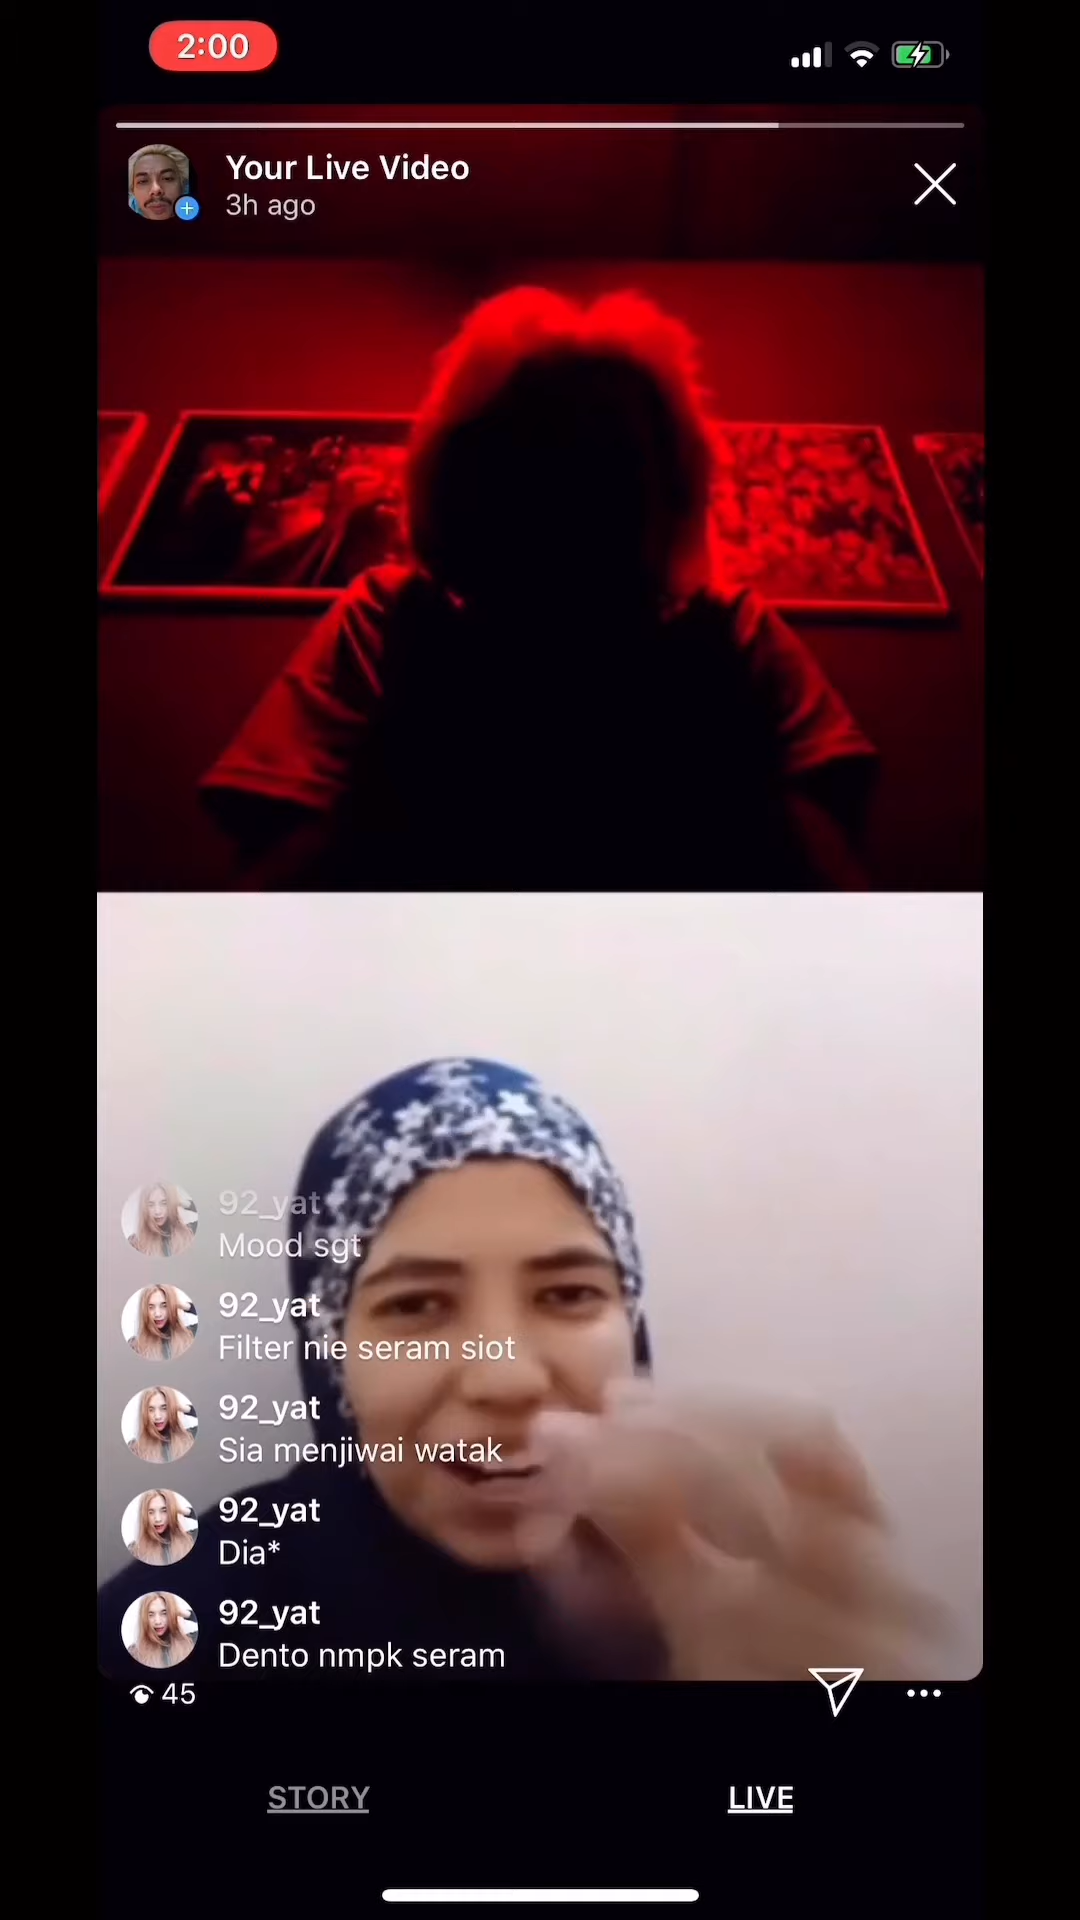 2:00
Your Live Video
3h ago
92_yat
Mood sgt
92_yat
Filter nie seram siot
92_yat
Sia menjiwai watak
92_yat
Dia*
92_yat
Dento nmpk seram
45
STORY
LIVE